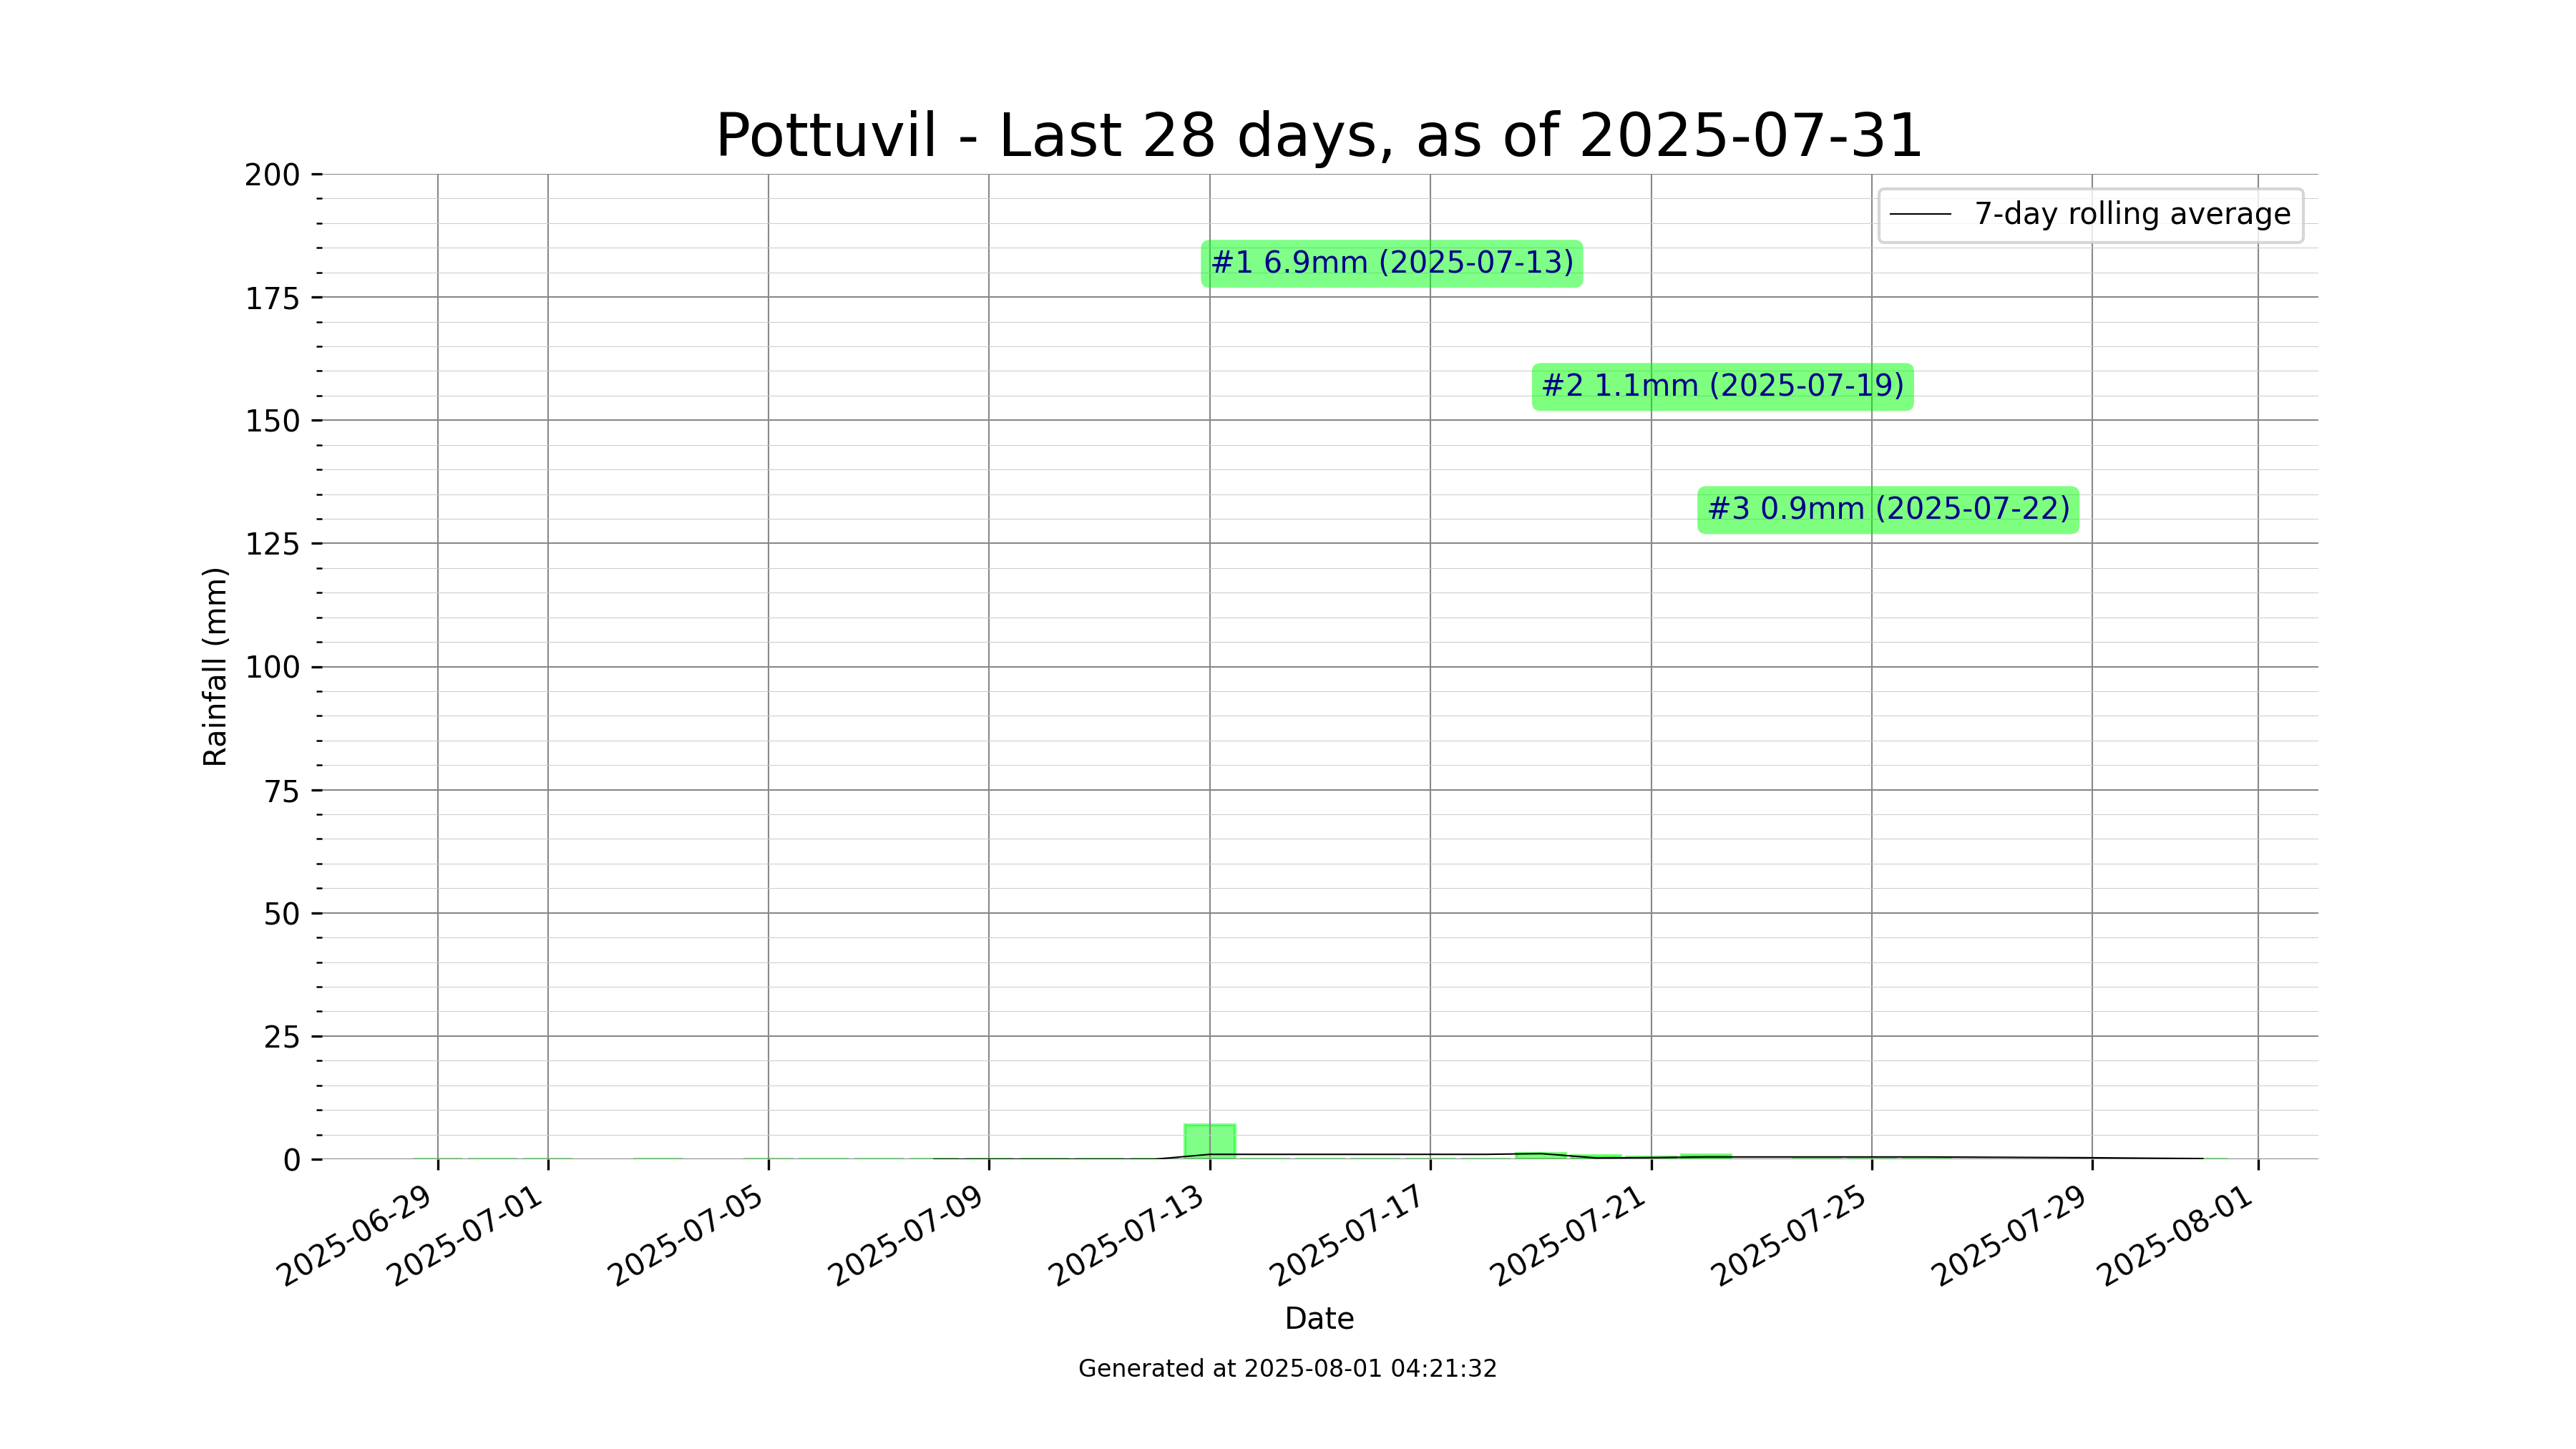 Pottuvil - Last 28 days, as of 2025-07-31
200
175
150
125
100
75
50
25
0
Rainfall (mm)
7-day rolling average
#1 6.9mm (2025-07-13)
#2 1.1mm (2025-07-19)
#3 0.9mm (2025-07-22)
2025-06-29
2025-07-01
2025-07-05
2025-07-09
2025-07-13
2025-07-17
2025-07-21
2025-07-25
2025-07-29
2025-08-01
Date
Generated at 2025-08-01 04:21:32